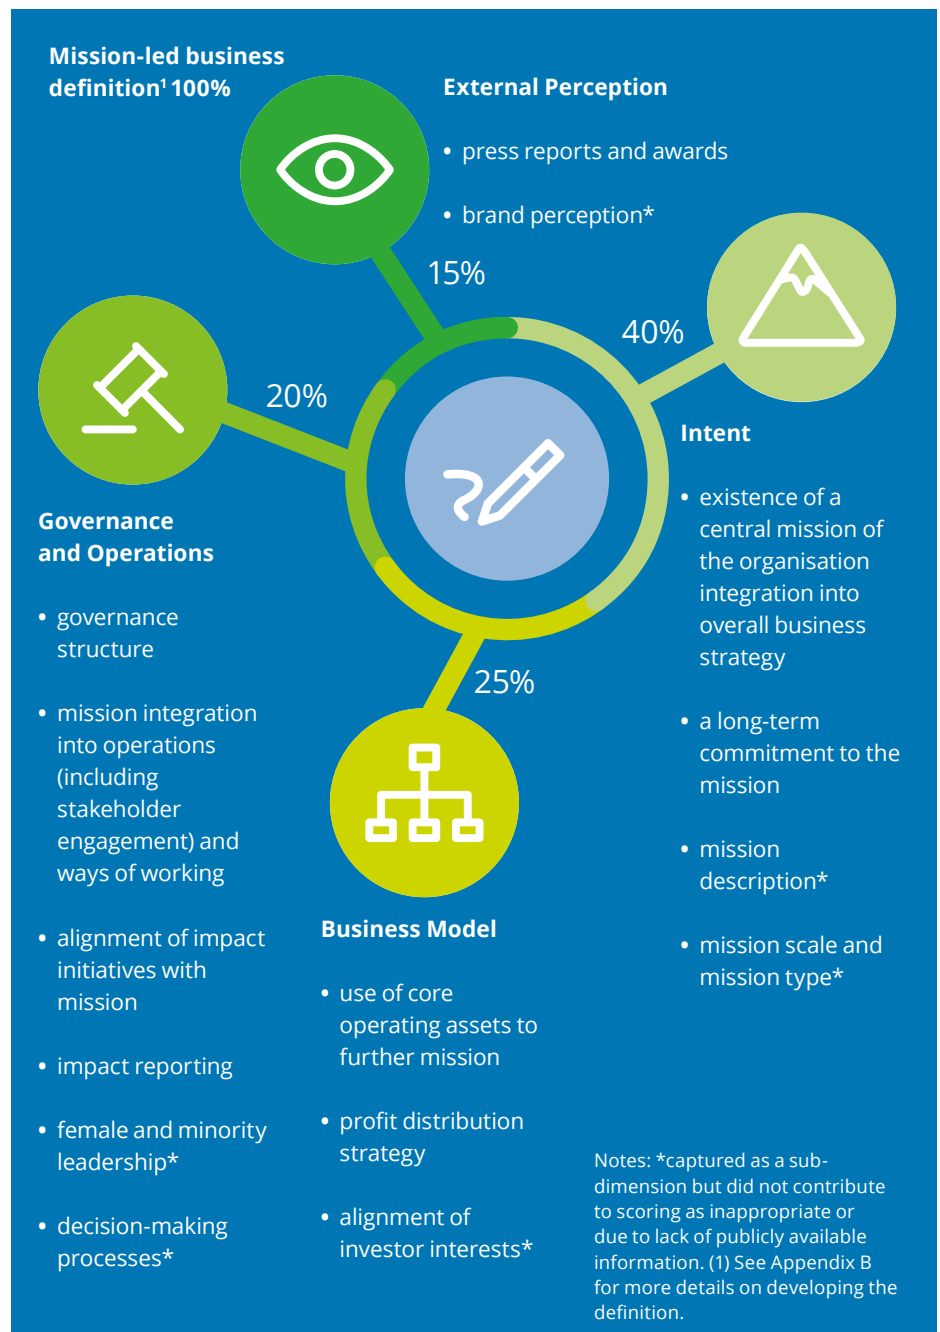 Mission-led business
definition¹ 100%
External Perception
• press reports and awards
• brand perception*
15%
40%
20%
Intent
• existence of a
central mission of
the organisation
integration into
overall business
strategy
• a long-term
commitment to the
mission
• mission
description*
• mission scale and
mission type*
Governance
and Operations
• governance
structure
• mission integration
into operations
(including
stakeholder
engagement) and
ways of working
• alignment of impact
initiatives with
mission
• impact reporting
• female and minority
leadership*
• decision-making
processes*
25%
Business Model
• use of core
operating assets to
further mission
• profit distribution
strategy
• alignment of
investor interests*
Notes: *captured as a sub-
dimension but did not contribute
to scoring as inappropriate or
due to lack of publicly available
information. (1) See Appendix B
for more details on developing the
definition.